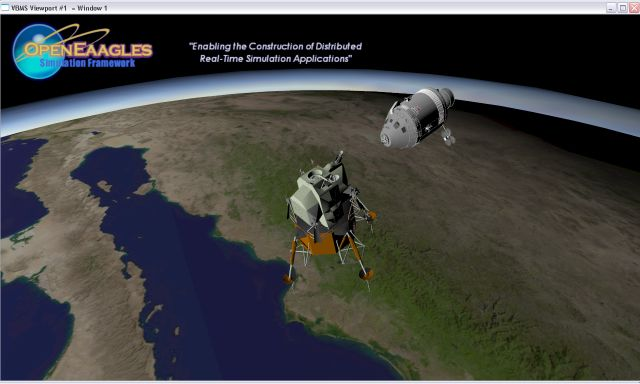 VBMS Viewport #1 - Window 1
OpenEaagles
Simulation Framework
"Enabling the Construction of Distributed
Real-Time Simulation Applications"